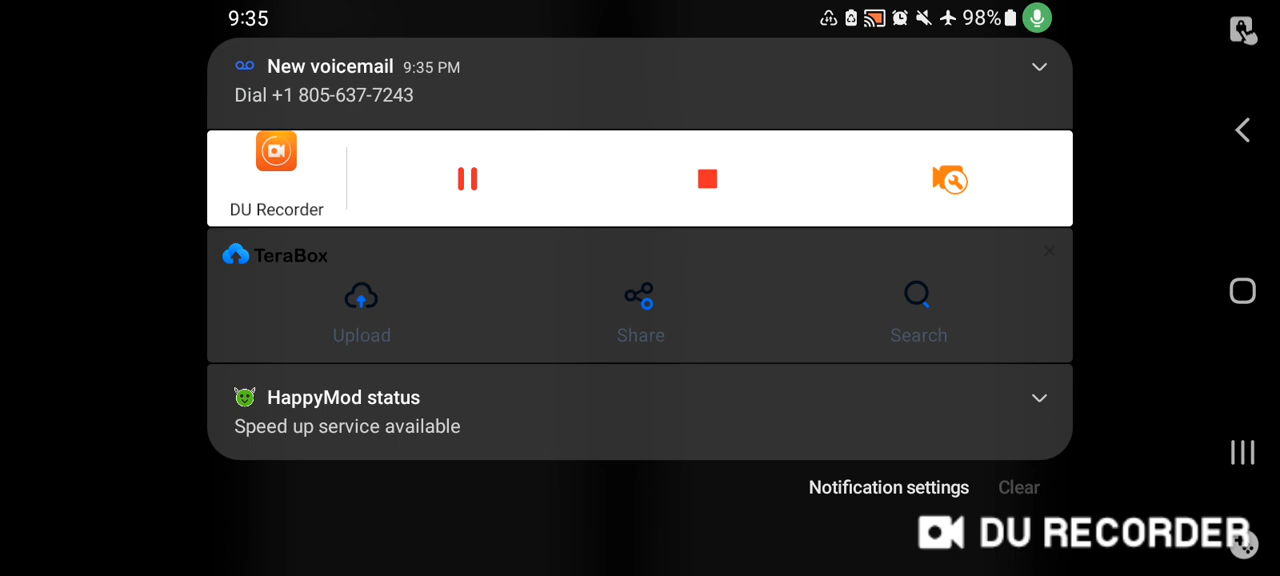 9:35
98%
New voicemail 9:35 PM
Dial +1 805-637-7243
DU Recorder
TeraBox
Upload Share Search
HappyMod status
Speed up service available
Notification settings Clear
DU RECORDER